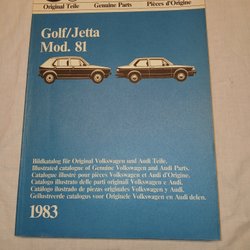 Original Teile Genuine Parts Pièces d'Origine
Golf/Jetta
Mod. 81
Bildkatalog für Original Volkswagen und Audi Teile.
Illustrated catalogue of Genuine Volkswagen and Audi Parts.
Catalogue illustré pour pièces Volkswagen et Audi d'Origine.
Catalogo illustrato delle parti originali Volkswagen e Audi.
Catálogo ilustrado de piezas originales Volkswagen y Audi.
Geïllustreerde catalogus voor Originele Volkswagen en Audi delen.
1983